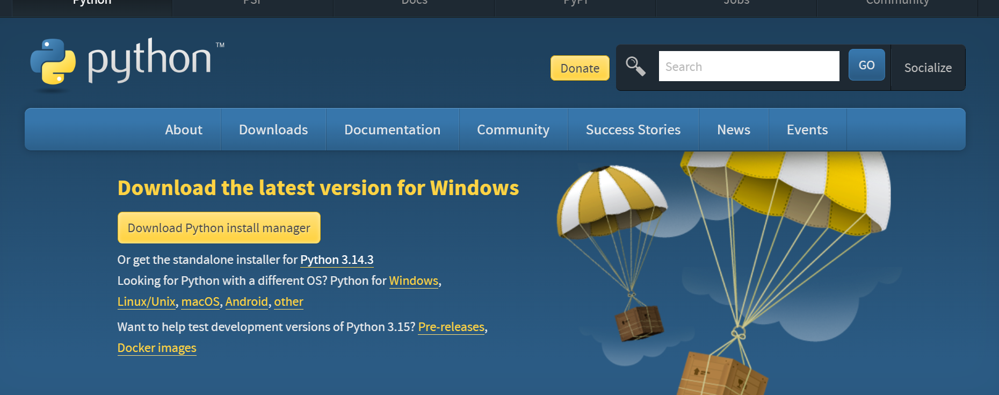 Python PSF Docs PyPI Jobs Community
python ™
Donate Search GO Socialize
About Downloads Documentation Community Success Stories News Events
Download the latest version for Windows
Download Python install manager
Or get the standalone installer for Python 3.14.3
Looking for Python with a different OS? Python for Windows,
Linux/Unix, macOS, Android, other
Want to help test development versions of Python 3.15? Pre-releases,
Docker images